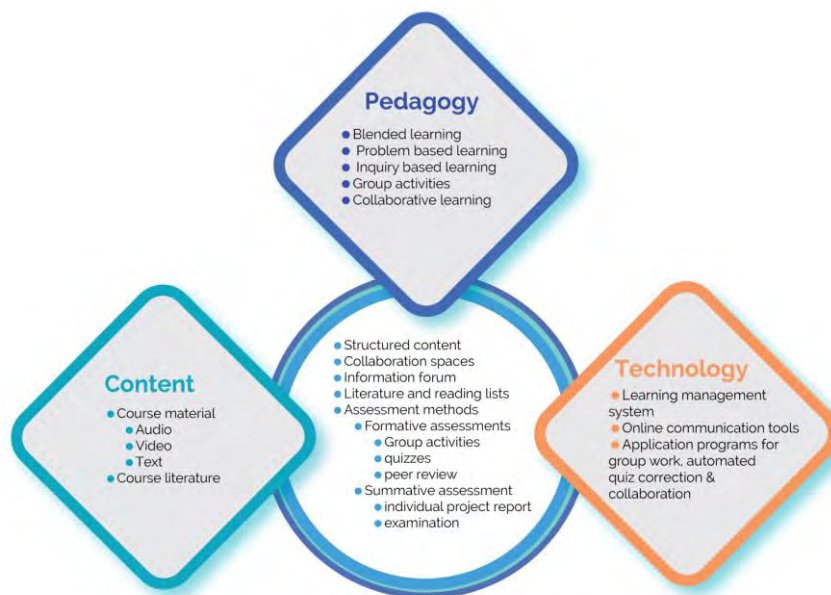 Pedagogy
● Blended learning
● Problem based learning
● Inquiry based learning
● Group activities
● Collaborative learning
Content
● Course material
● Audio
● Video
● Text
● Course literature
● Structured content
● Collaboration spaces
● Information forum
● Literature and reading lists
● Assessment methods
● Formative assessments
● Group activities
● quizzes
● peer review
● Summative assessment
● individual project report
● examination
Technology
● Learning management
system
● Online communication tools
● Application programs for
group work, automated
quiz correction &
collaboration